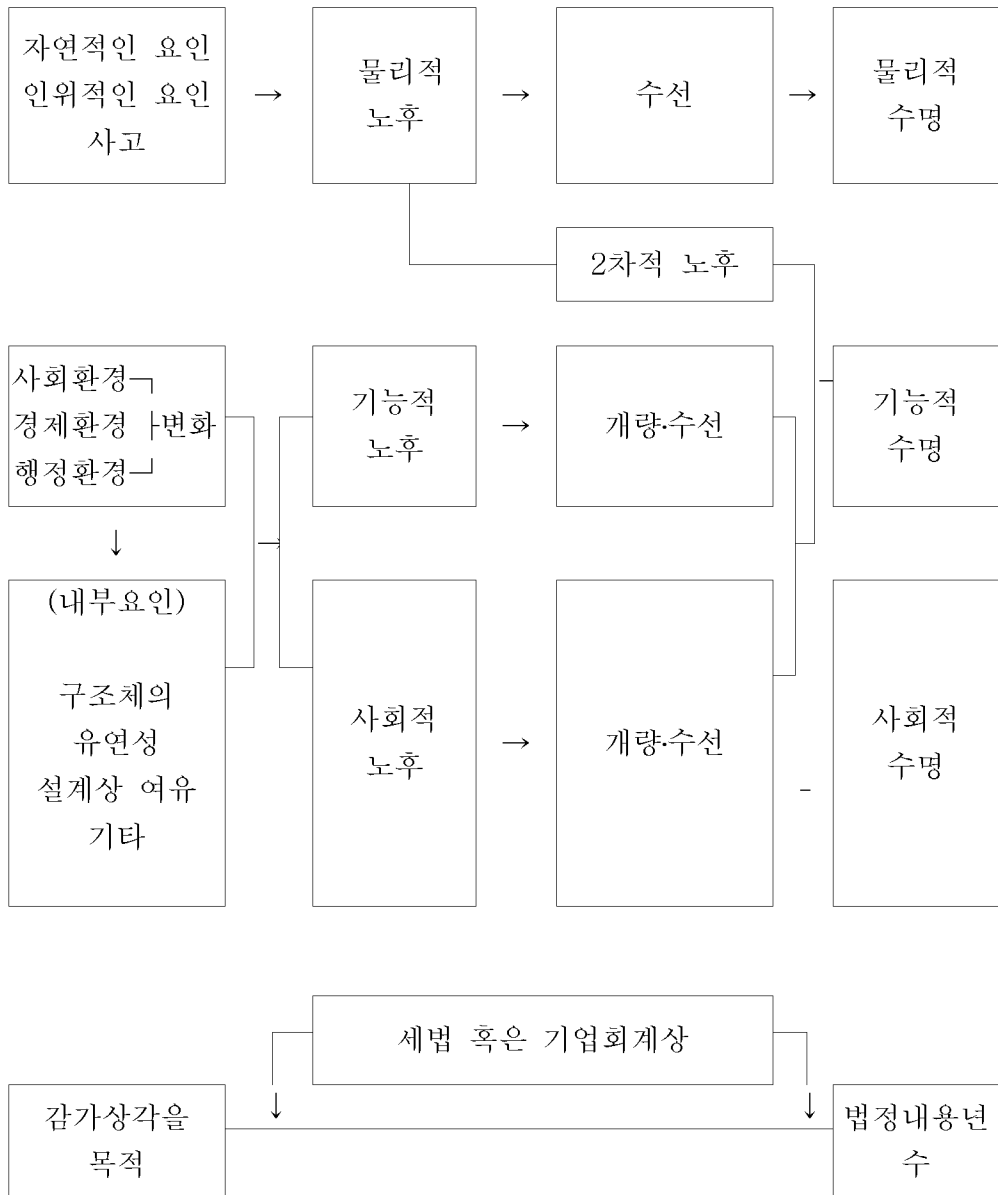 자연적인 요인
인위적인 요인
사고
→
물리적
노후
→
수선
→
물리적
수명
2차적 노후
사회환경
경제환경 변화
행정환경
↓
기능적
노후
→
개량·수선
기능적
수명
(내부요인)
구조체의
유연성
설계상 여유
기타
→
사회적
노후
→
개량·수선
사회적
수명
세법 혹은 기업회계상
↓
↓
감가상각을
목적
법정내용년
수